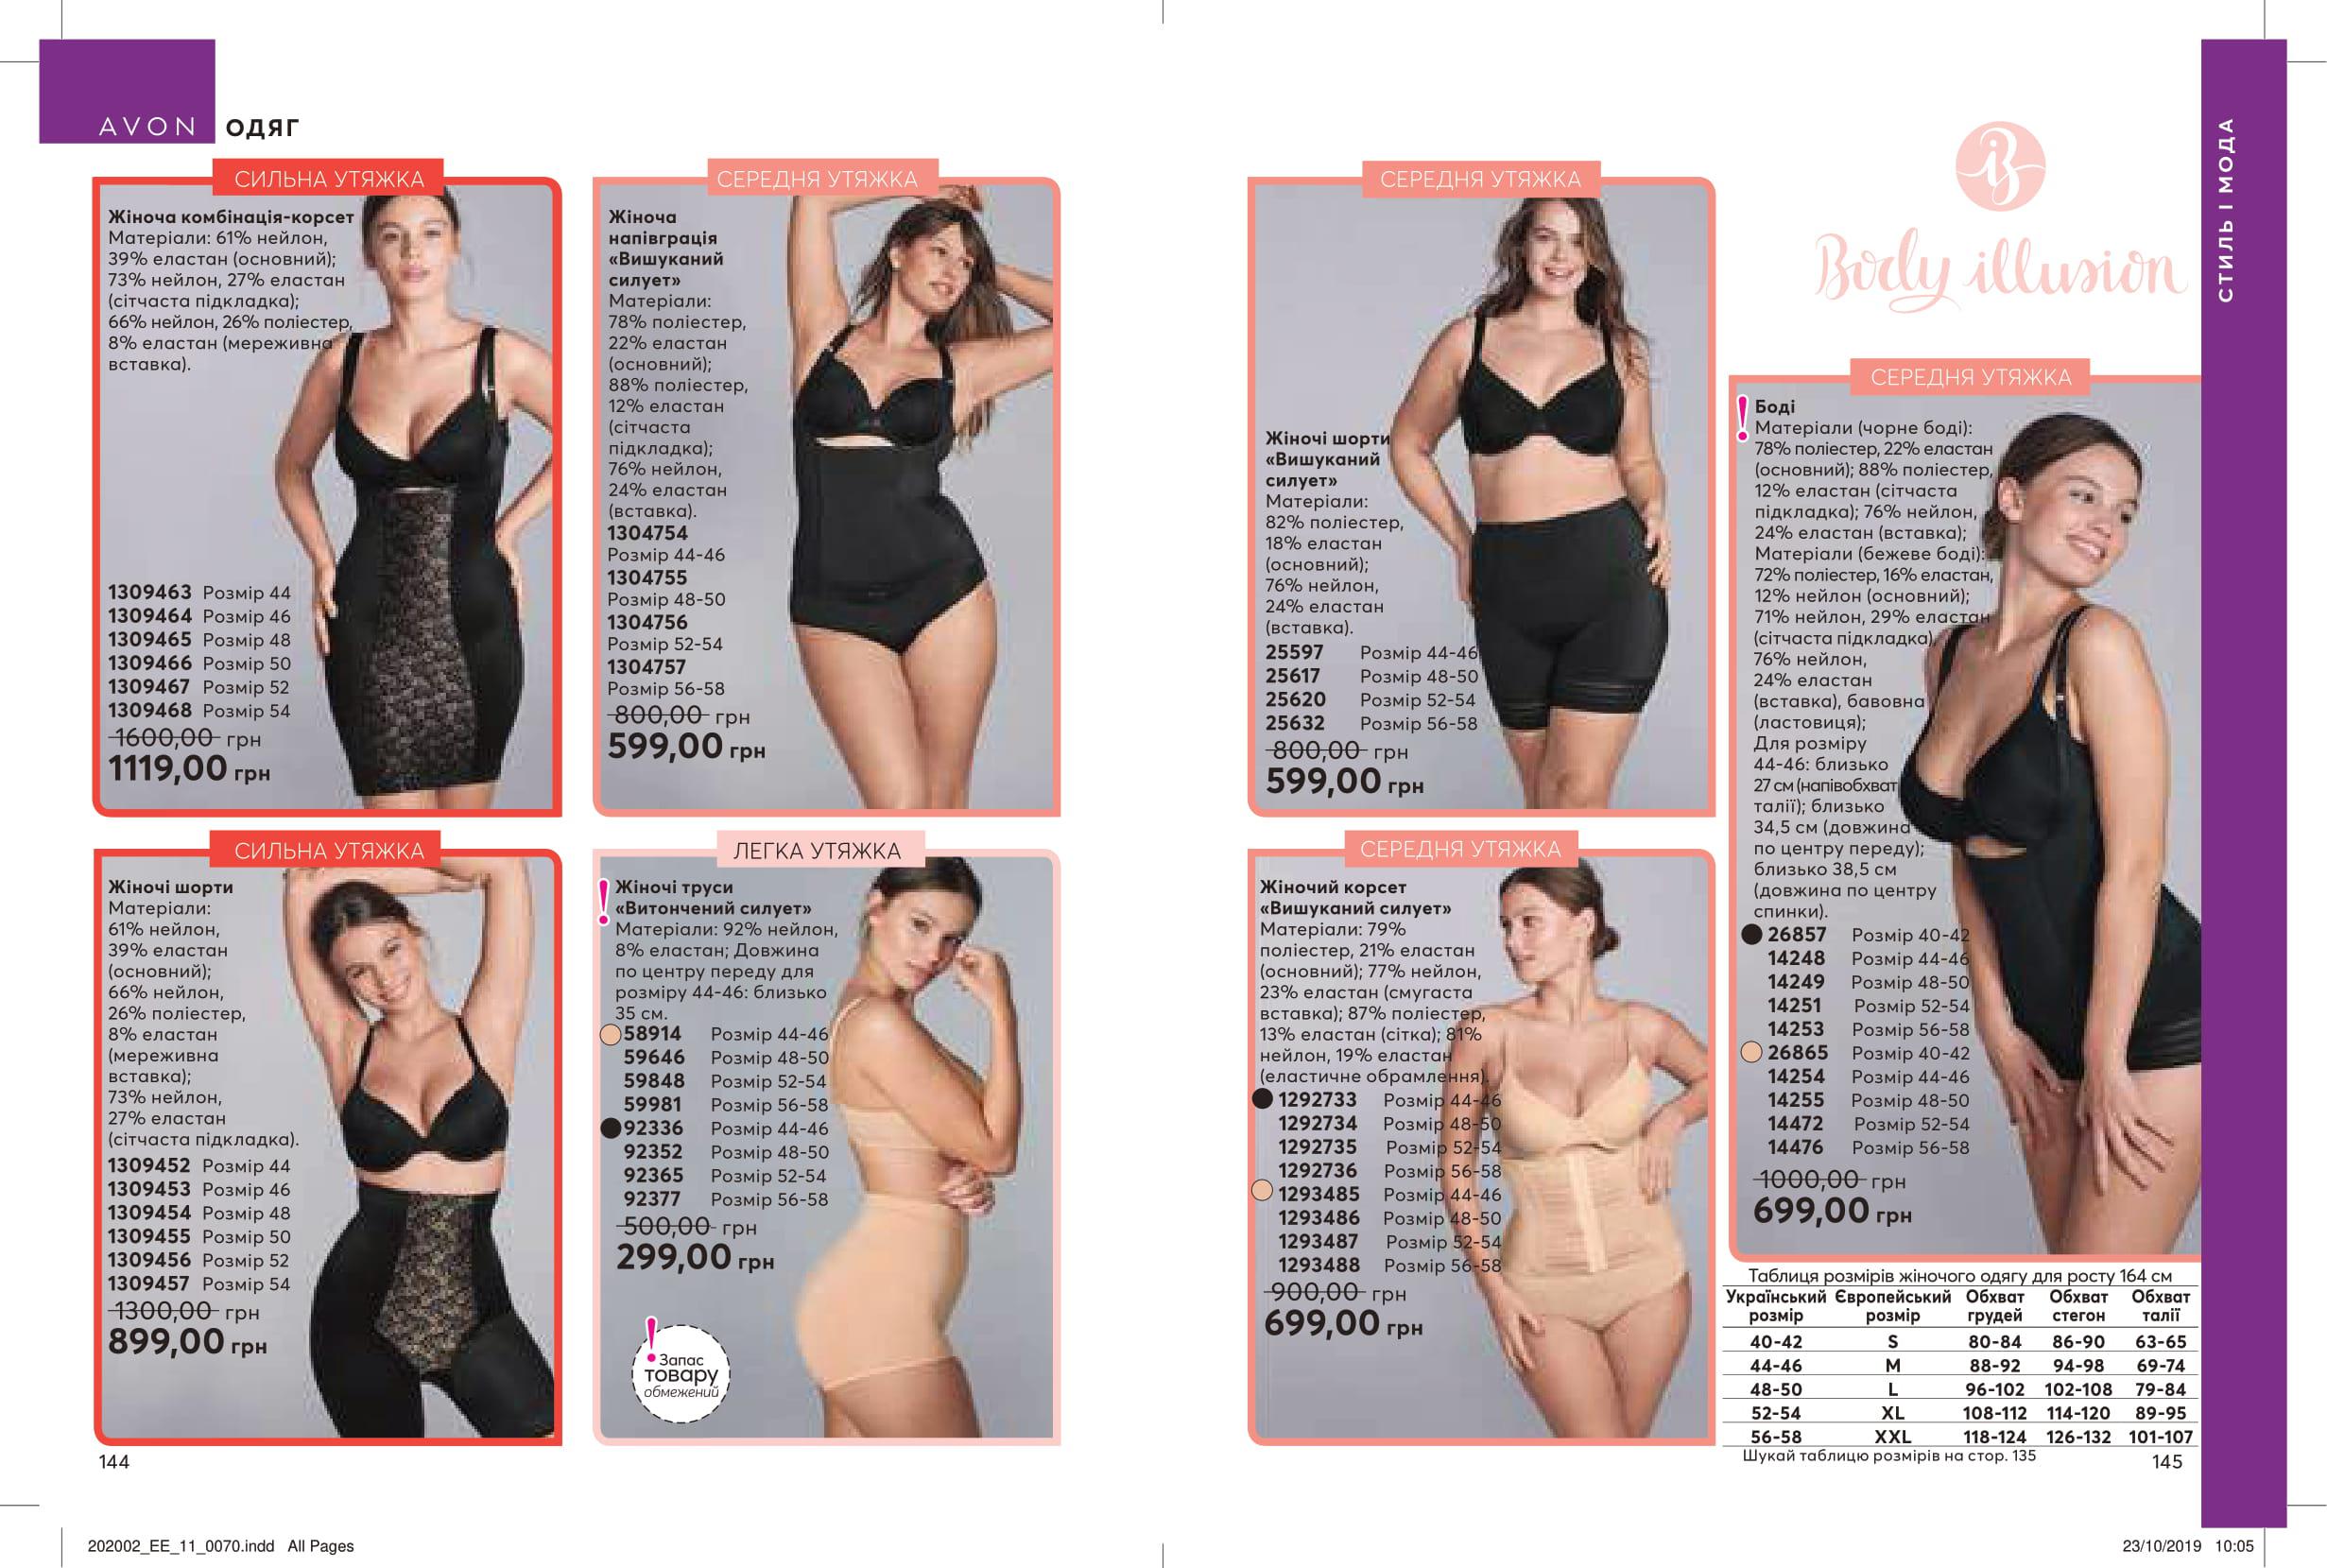 AVON ОДЯГ
СИЛЬНА УТЯЖКА
Жіноча комбінація-корсет
Матеріали: 61% нейлон,
39% еластан (основний);
73% нейлон, 27% еластан
(сітчаста підкладка);
66% нейлон, 26% поліестер,
8% еластан (мереживна
вставка).
1309463 Розмір 44
1309464 Розмір 46
1309465 Розмір 48
1309466 Розмір 50
1309467 Розмір 52
1309468 Розмір 54
1600,00 грн
1119,00 грн
СЕРЕДНЯ УТЯЖКА
Жіноча
напівграція
«Вишуканий
силует»
Матеріали:
78% поліестер,
22% еластан
(основний);
88% поліестер,
12% еластан
(сітчаста
підкладка);
76% нейлон,
24% еластан
(вставка).
1304754
Розмір 44-46
1304755
Розмір 48-50
1304756
Розмір 52-54
1304757
Розмір 56-58
800,00 грн
599,00 грн
СИЛЬНА УТЯЖКА
Жіночі шорти
Матеріали:
61% нейлон,
39% еластан
(основний);
66% нейлон,
26% поліестер,
8% еластан
(мереживна
вставка);
73% нейлон,
27% еластан
(сітчаста підкладка).
1309452 Розмір 44
1309453 Розмір 46
1309454 Розмір 48
1309455 Розмір 50
1309456 Розмір 52
1309457 Розмір 54
1300,00 грн
899,00 грн
ЛЕГКА УТЯЖКА
! Жіночі труси
«Витончений силует»
Матеріали: 92% нейлон,
8% еластан; Довжина
по центру переду для
розміру 44-46: близько
35 см.
58914 Розмір 44-46
59646 Розмір 48-50
59848 Розмір 52-54
59981 Розмір 56-58
92336 Розмір 44-46
92352 Розмір 48-50
92365 Розмір 52-54
92377 Розмір 56-58
500,00 грн
299,00 грн
! Запас
товару
обмежений
144
СЕРЕДНЯ УТЯЖКА
Жіночі шорти
«Вишуканий
силует»
Матеріали:
82% поліестер,
18% еластан
(основний);
76% нейлон,
24% еластан
(вставка).
25597 Розмір 44-46
25617 Розмір 48-50
25620 Розмір 52-54
25632 Розмір 56-58
800,00 грн
599,00 грн
СЕРЕДНЯ УТЯЖКА
Жіночий корсет
«Вишуканий силует»
Матеріали: 79%
поліестер, 21% еластан
(основний); 77% нейлон,
23% еластан (смугаста
вставка); 87% поліестер,
13% еластан (сітка); 81%
нейлон, 19% еластан
(еластичне обрамлення).
1292733 Розмір 44-46
1292734 Розмір 48-50
1292735 Розмір 52-54
1292736 Розмір 56-58
1293485 Розмір 44-46
1293486 Розмір 48-50
1293487 Розмір 52-54
1293488 Розмір 56-58
900,00 грн
699,00 грн
Body illusion
СТИЛЬ І МОДА
СЕРЕДНЯ УТЯЖКА
! Боді
Матеріали (чорне боді):
78% поліестер, 22% еластан
(основний); 88% поліестер,
12% еластан (сітчаста
підкладка); 76% нейлон,
24% еластан (вставка);
Матеріали (бежеве боді):
72% поліестер, 16% еластан,
12% нейлон (основний);
71% нейлон, 29% еластан
(сітчаста підкладка),
76% нейлон,
24% еластан
(вставка), бавовна
(ластовиця);
Для розміру
44-46: близько
27 см (напівобхват
талії); близько
34,5 см (довжина
по центру переду);
близько 38,5 см
(довжина по центру
спинки).
26857 Розмір 40-42
14248 Розмір 44-46
14249 Розмір 48-50
14251 Розмір 52-54
14253 Розмір 56-58
26865 Розмір 40-42
14254 Розмір 44-46
14255 Розмір 48-50
14472 Розмір 52-54
14476 Розмір 56-58
1000,00 грн
699,00 грн
Таблиця розмірів жіночого одягу для росту 164 см
Український Європейський Обхват Обхват Обхват
розмір розмір грудей стегон талії
40-42 S 80-84 86-90 63-65
44-46 M 88-92 94-98 69-74
48-50 L 96-102 102-108 79-84
52-54 XL 108-112 114-120 89-95
56-58 XXL 118-124 126-132 101-107
Шукай таблицю розмірів на стор. 135
145
202002_EE_11_0070.indd All Pages
23/10/2019 10:05